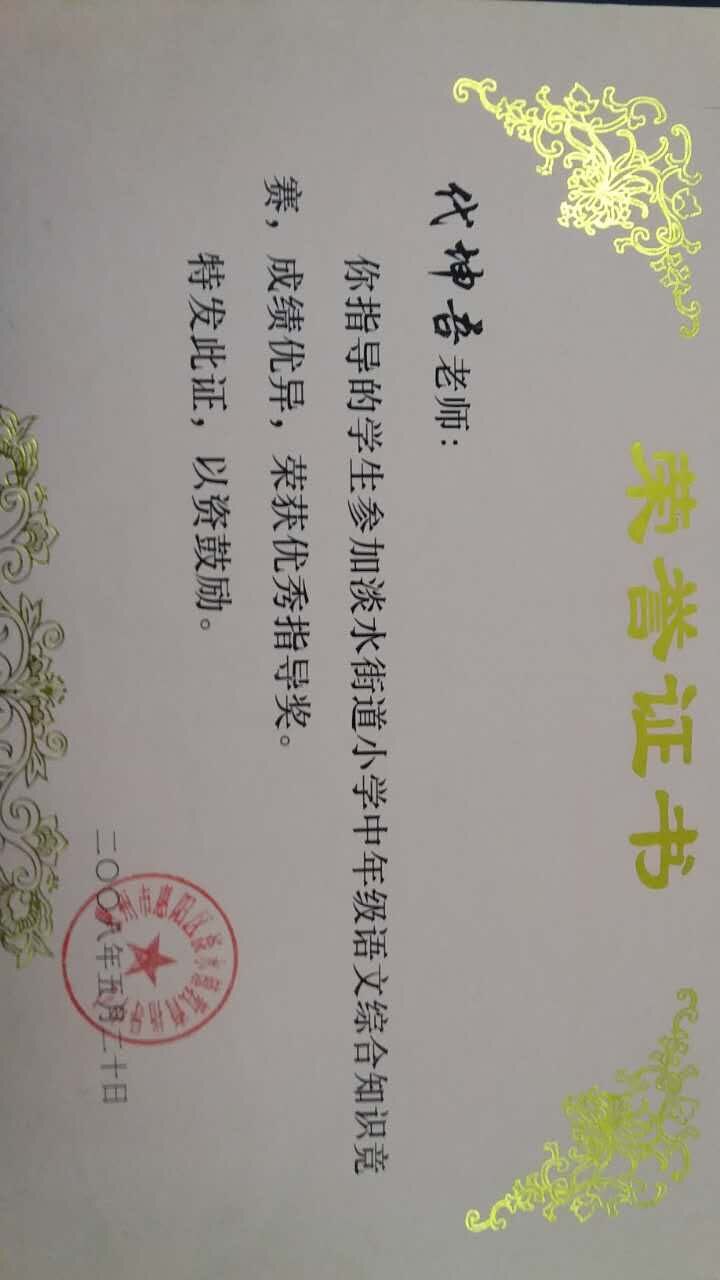 荣誉证书
代坤吾老师：
你指导的学生参加淡水街道小学中年级语文综合知识竞
赛，成绩优异，荣获优秀指导奖。
特发此证，以资鼓励。
二〇〇八年五月二十日